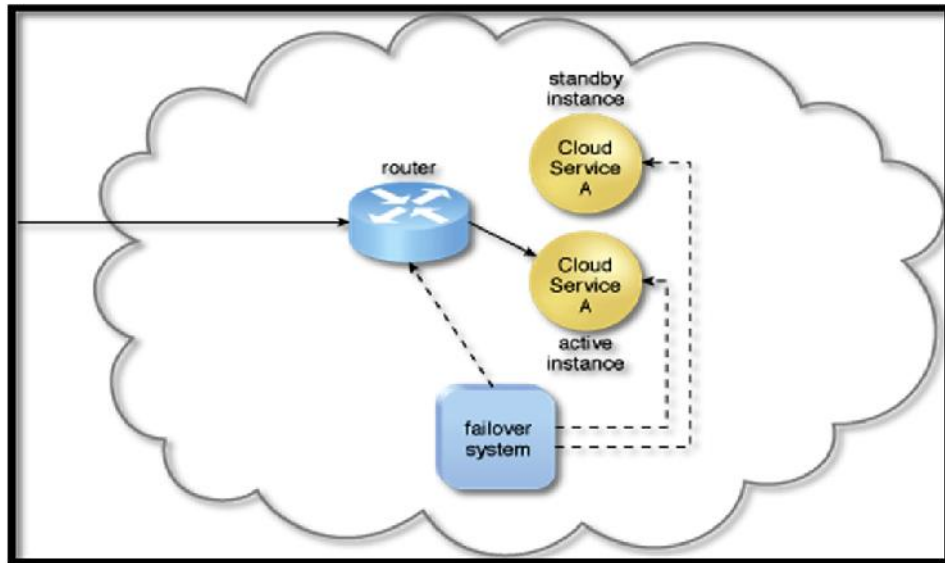 standby
instance
Cloud
Service
A
router
Cloud
Service
A
active
instance
failover
system